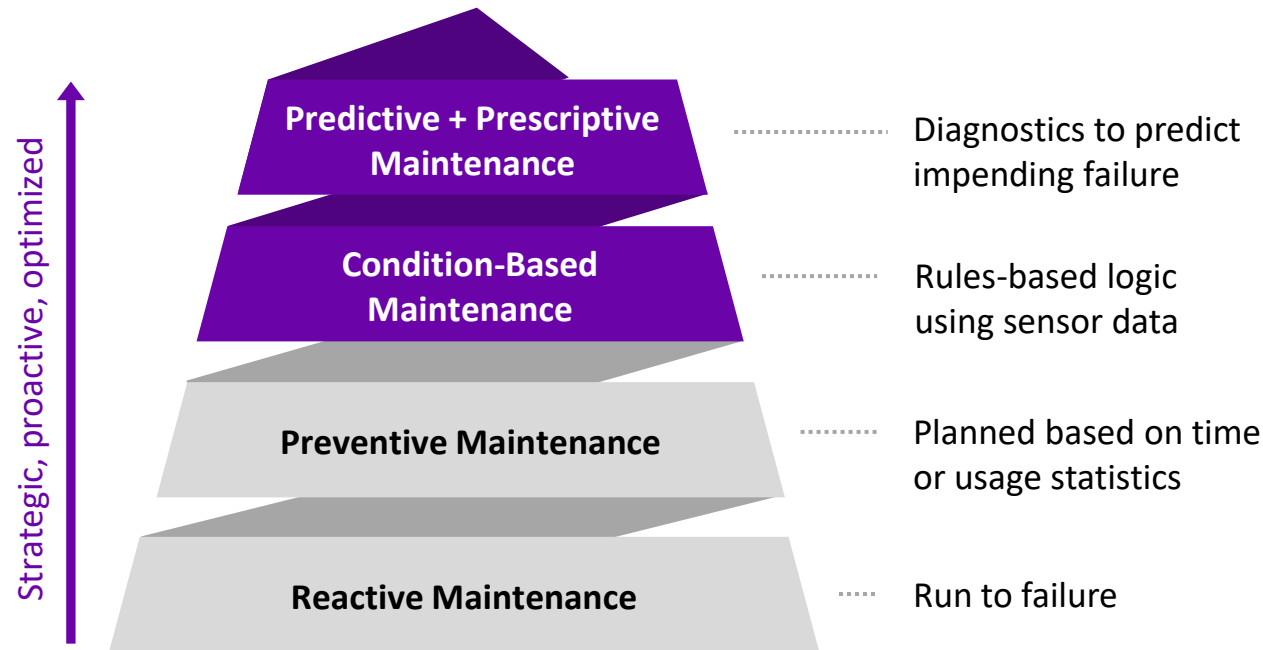 Strategic, proactive, optimized
Predictive + Prescriptive
Maintenance
Diagnostics to predict
impending failure
Condition-Based
Maintenance
Rules-based logic
using sensor data
Preventive Maintenance
Planned based on time
or usage statistics
Reactive Maintenance
Run to failure